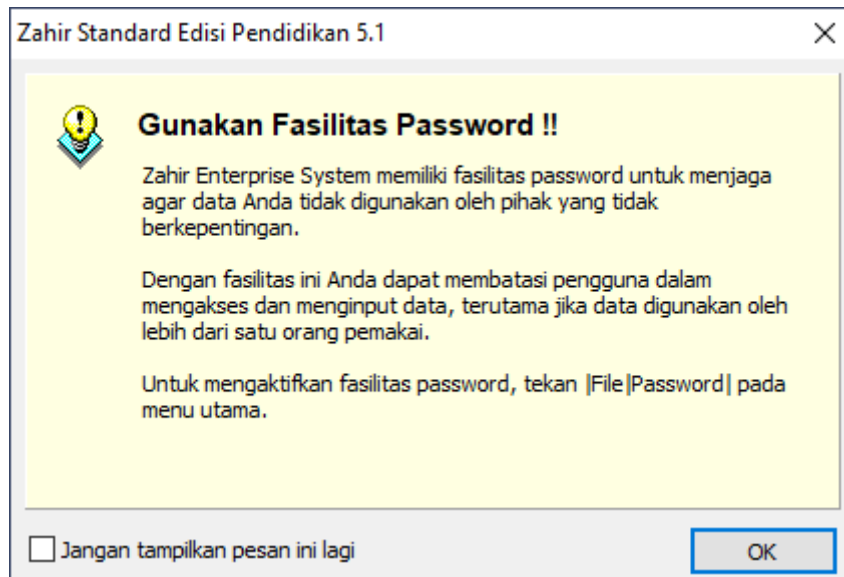 Zahir Standard Edisi Pendidikan 5.1
Gunakan Fasilitas Password !!
Zahir Enterprise System memiliki fasilitas password untuk menjaga
agar data Anda tidak digunakan oleh pihak yang tidak
berkepentingan.
Dengan fasilitas ini Anda dapat membatasi pengguna dalam
mengakses dan menginput data, terutama jika data digunakan oleh
lebih dari satu orang pemakai.
Untuk mengaktifkan fasilitas password, tekan |File|Password| pada
menu utama.
Jangan tampilkan pesan ini lagi
OK